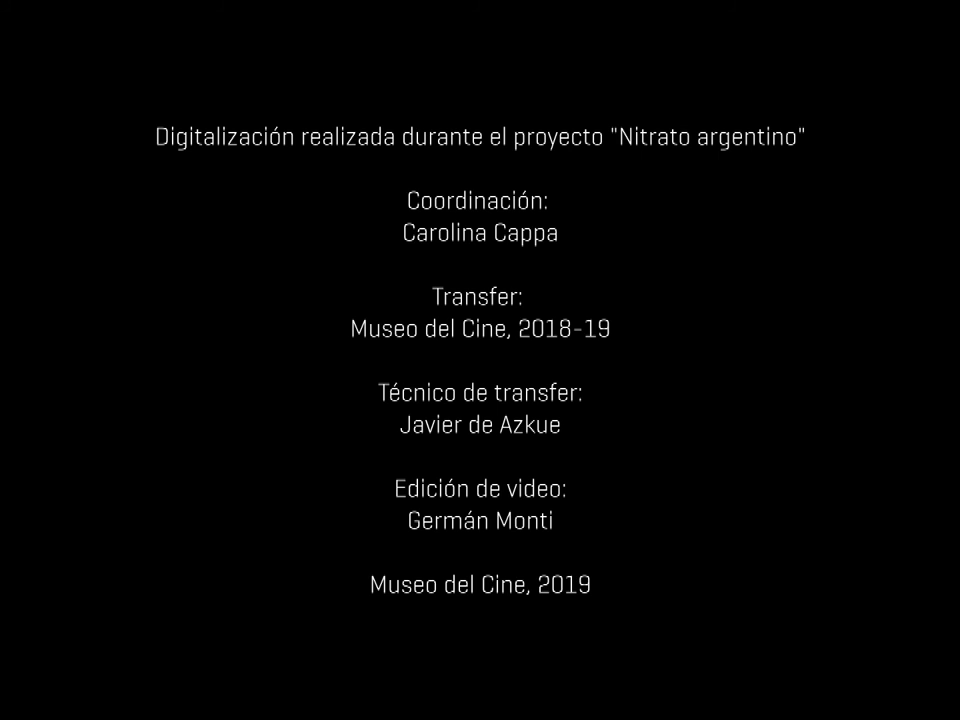 Digitalización realizada durante el proyecto "Nitrato argentino"
Coordinación:
Carolina Cappa
Transfer:
Museo del Cine, 2018-19
Técnico de transfer:
Javier de Azkue
Edición de video:
Germán Monti
Museo del Cine, 2019